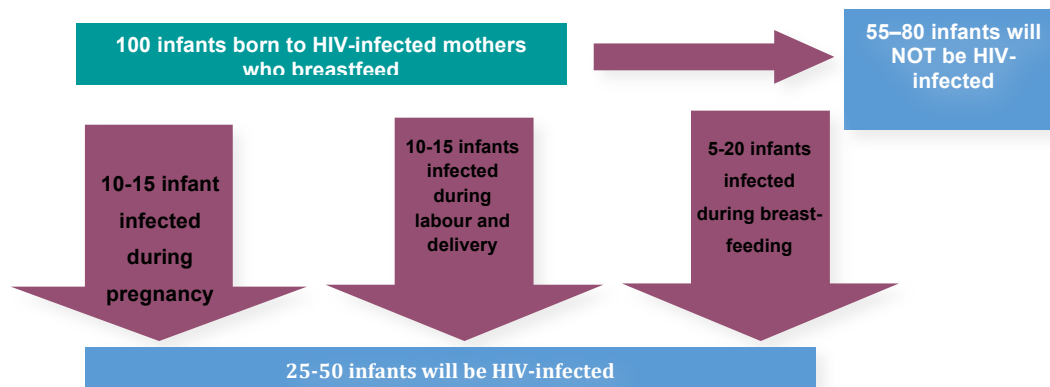 100 infants born to HIV-infected mothers
who breastfeed
55–80 infants will
NOT be HIV-
infected
10-15 infant
infected
during
pregnancy
10-15 infants
infected
during
labour and
delivery
5-20 infants
infected
during breast-
feeding
25-50 infants will be HIV-infected